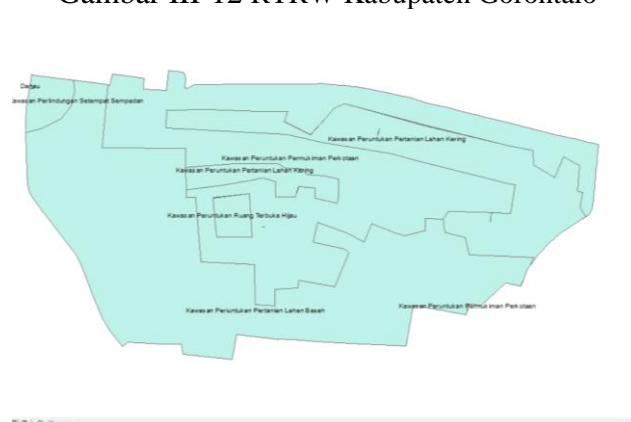 Gambar III 12 RTRW Kabupaten Gorontalo
Danau
Kawasan Perlindungan Setempat Sempadan
Kawasan Peruntukan Pertanian Lahan Kering
Kawasan Peruntukan Permukiman Perkotaan
Kawasan Peruntukan Pertanian Lahan Kering
Kawasan Peruntukan Ruang Terbuka Hijau
Kawasan Periuntukan Pertanian Lahan Basah
Kawasan Peruntukan Permukiman Perkotaan